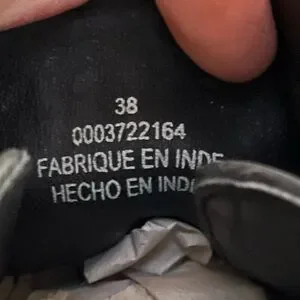 38
0003722164
FABRIQUE EN INDE
HECHO EN INDI